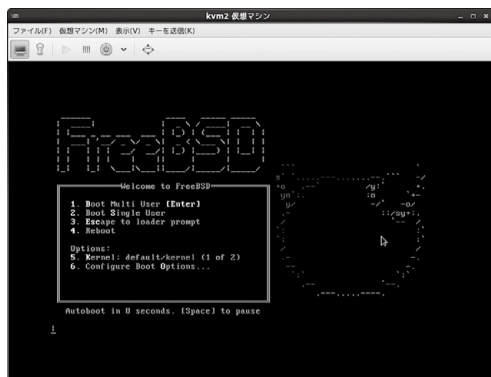 kvm2 仮想マシン
ファイル(F) 仮想マシン(M) 表示(V) キーを送信(K)
FreeBSD
Welcome to FreeBSD
1. Boot Multi User [Enter]
2. Boot Single User
3. Escape to loader prompt
4. Reboot
Options:
5. Kernel: default/kernel (1 of 2)
6. Configure Boot Options...
Autoboot in 8 seconds. [Space] to pause